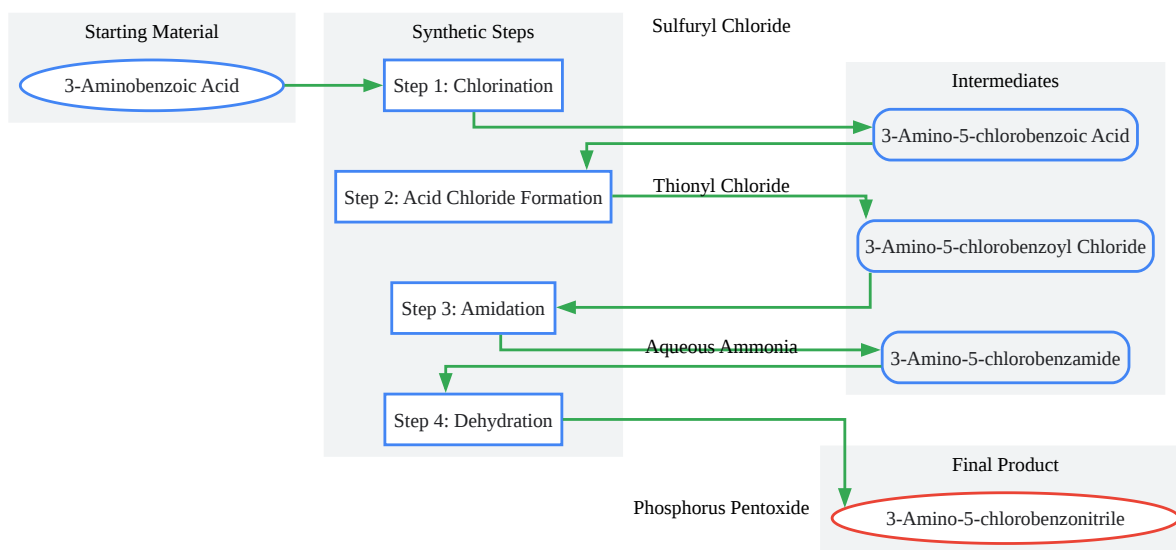 Starting Material
3-Aminobenzoic Acid
Synthetic Steps
Sulfuryl Chloride
Step 1: Chlorination
Intermediates
3-Amino-5-chlorobenzoic Acid
Step 2: Acid Chloride Formation
Thionyl Chloride
3-Amino-5-chlorobenzoyl Chloride
Step 3: Amidation
Aqueous Ammonia
3-Amino-5-chlorobenzamide
Step 4: Dehydration
Final Product
Phosphorus Pentoxide
3-Amino-5-chlorobenzonitrile